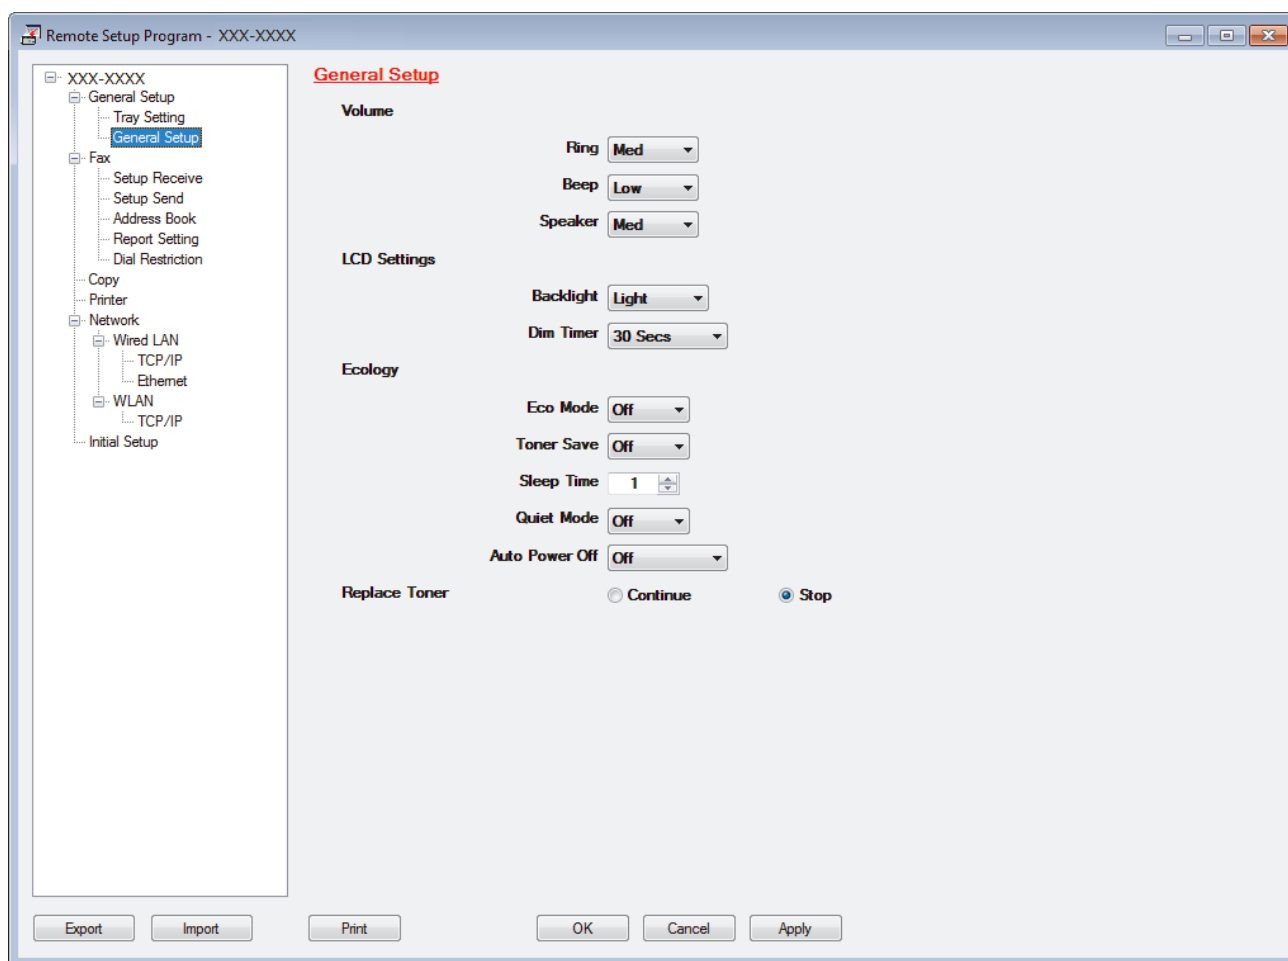 Remote Setup Program - XXX-XXXX
XXX-XXXX
General Setup
Tray Setting
General Setup
Fax
Setup Receive
Setup Send
Address Book
Report Setting
Dial Restriction
Copy
Printer
Network
Wired LAN
TCP/IP
Ethernet
WLAN
TCP/IP
Initial Setup
General Setup
Volume
Ring Med
Beep Low
Speaker Med
LCD Settings
Backlight Light
Dim Timer 30 Secs
Ecology
Eco Mode Off
Toner Save Off
Sleep Time 1
Quiet Mode Off
Auto Power Off Off
Replace Toner Continue Stop
Export Import Print OK Cancel Apply